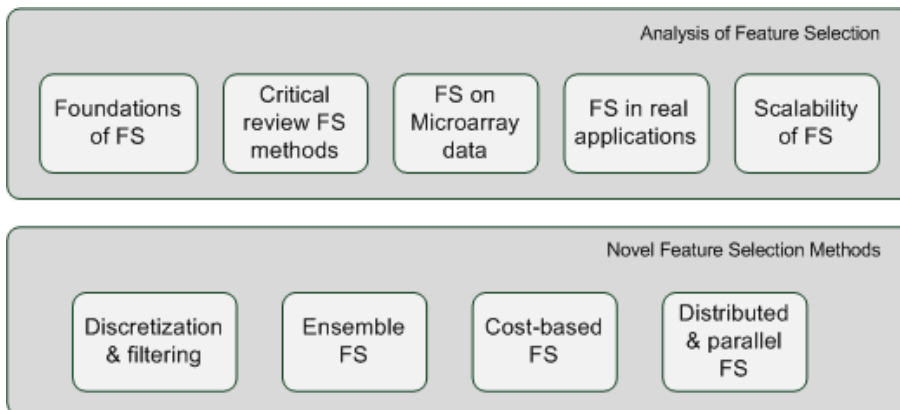 Analysis of Feature Selection
Foundations
of FS
Critical
review FS
methods
FS on
Microarray
data
FS in real
applications
Scalability
of FS
Novel Feature Selection Methods
Discretization
& filtering
Ensemble
FS
Cost-based
FS
Distributed
& parallel
FS